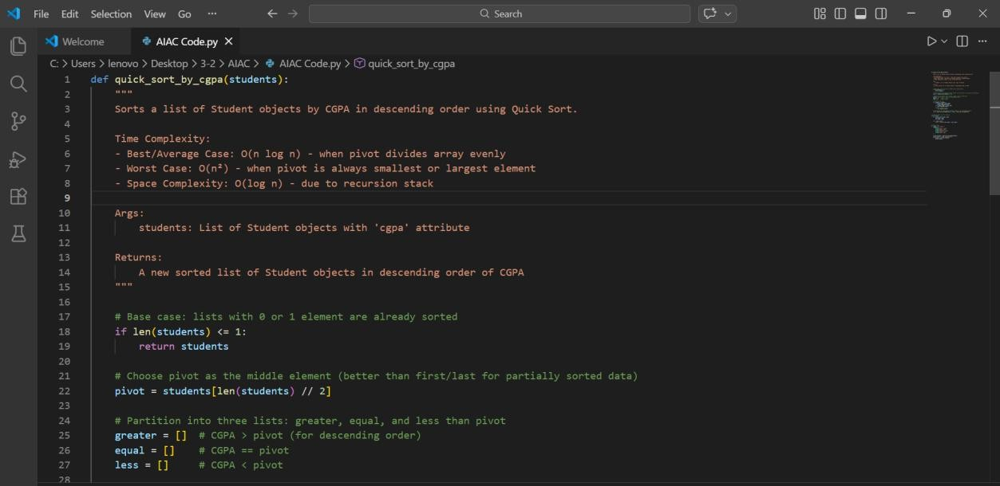 File Edit Selection View Go ··· Search
Welcome AIAC Code.py
C: > Users > lenovo > Desktop > 3-2 > AIAC > AIAC Code.py > quick_sort_by_cgpa
1 def quick_sort_by_cgpa(students):
2 """
3 Sorts a list of Student objects by CGPA in descending order using Quick Sort.
4
5 Time Complexity:
6 - Best/Average Case: O(n log n) - when pivot divides array evenly
7 - Worst Case: O(n²) - when pivot is always smallest or largest element
8 - Space Complexity: O(log n) - due to recursion stack
9
10 Args:
11 students: List of Student objects with 'cgpa' attribute
12
13 Returns:
14 A new sorted list of Student objects in descending order of CGPA
15 """
16
17 # Base case: lists with 0 or 1 element are already sorted
18 if len(students) <= 1:
19 return students
20
21 # Choose pivot as the middle element (better than first/last for partially sorted data)
22 pivot = students[len(students) // 2]
23
24 # Partition into three lists: greater, equal, and less than pivot
25 greater = [] # CGPA > pivot (for descending order)
26 equal = [] # CGPA == pivot
27 less = [] # CGPA < pivot
28